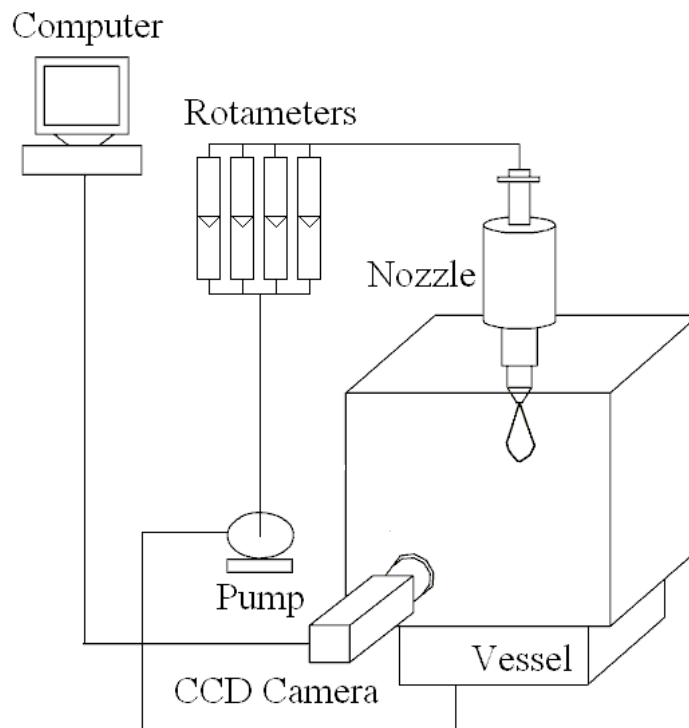 Computer
Rotameters
Nozzle
Pump
CCD Camera
Vessel